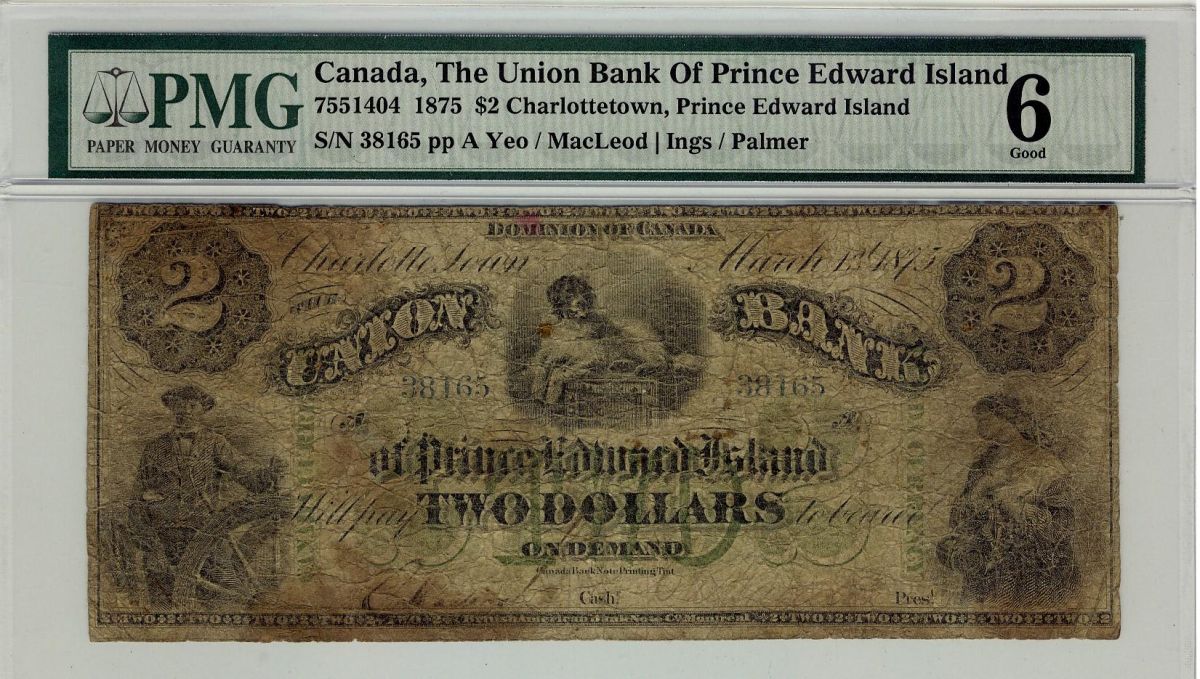 PMG
PAPER MONEY GUARANTY
Canada, The Union Bank Of Prince Edward Island
7551404 1875 $2 Charlottetown, Prince Edward Island
S/N 38165 pp A Yeo / MacLeod | Ings / Palmer
6
Good
DOMINION OF CANADA
2 Charlotte Town March 1875 2
THE
UNION BANK
38165 38165
A A
of Prince Edward Island
Will pay TWO DOLLARS to bearer
ON DEMAND
Canada Bank Note Printing Tint
Cash! Pres!